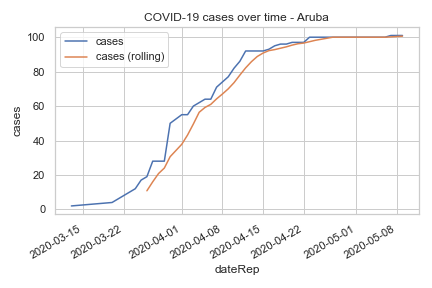 COVID-19 cases over time - Aruba
cases
cases (rolling)
100
80
60
40
20
0
cases
2020-03-15
2020-03-22
2020-04-01
2020-04-08
2020-04-15
2020-04-22
2020-05-01
2020-05-08
dateRep